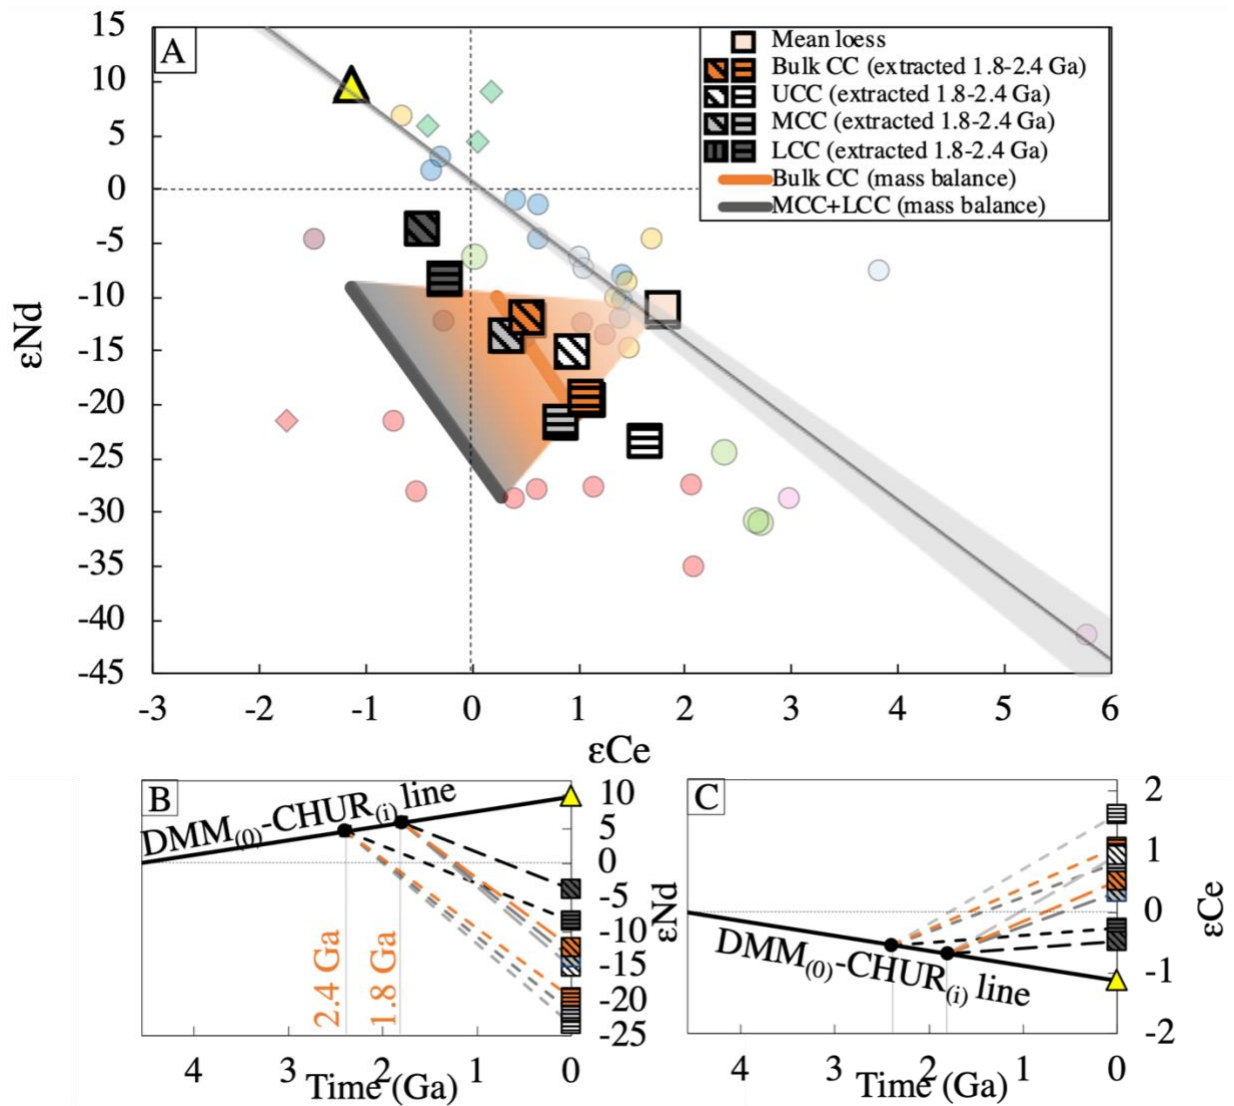 A
15
10
5
0
-5
-10
-15
-20
-25
-30
-35
-40
-45
εNd
-3 -2 -1 0 1 2 3 4 5 6
εCe
Mean loess
Bulk CC (extracted 1.8-2.4 Ga)
UCC (extracted 1.8-2.4 Ga)
MCC (extracted 1.8-2.4 Ga)
LCC (extracted 1.8-2.4 Ga)
Bulk CC (mass balance)
MCC+LCC (mass balance)
B
DMM(0)-CHUR(i) line
2.4 Ga
1.8 Ga
10
5
0
-5
-10
-15
-20
-25
εNd
4 3 2 1 0
Time (Ga)
C
DMM(0)-CHUR(i) line
2
1
0
-1
-2
εCe
4 3 2 1 0
Time (Ga)